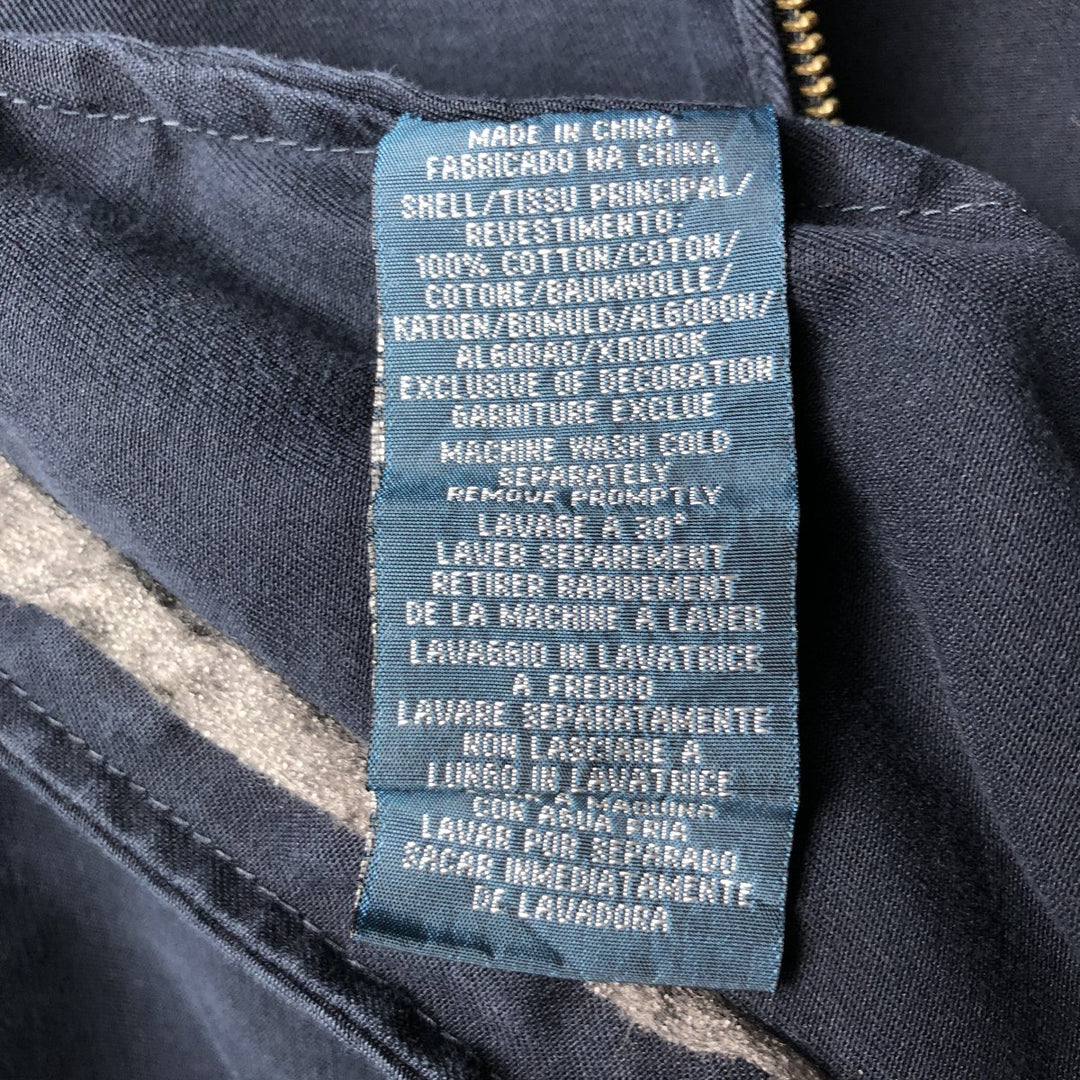 MADE IN CHINA
FABRICADO NA CHINA
SHELL/TISSU PRINCIPAL/
REVESTIMENTO:
100% COTTON/COTON/
COTONE/BAUMWOLLE/
KATOEN/BOMULD/ALGODON/
ALGODAO/ХЛОПОК
EXCLUSIVE OF DECORATION
GARNITURE EXCLUE
MACHINE WASH COLD
SEPARATELY
REMOVE PROMPTLY
LAVAGE A 30°
LAVER SEPAREMENT
RETIRER RAPIDEMENT
DE LA MACHINE A LAVER
LAVAGGIO IN LAVATRICE
A FREDDO
LAVARE SEPARATAMENTE
NON LASCIARE A
LUNGO IN LAVATRICE
A MAQUINA
CON AGUA FRIA
LAVAR POR SEPARADO
SACAR INMEDIATAMENTE
DE LAVADORA